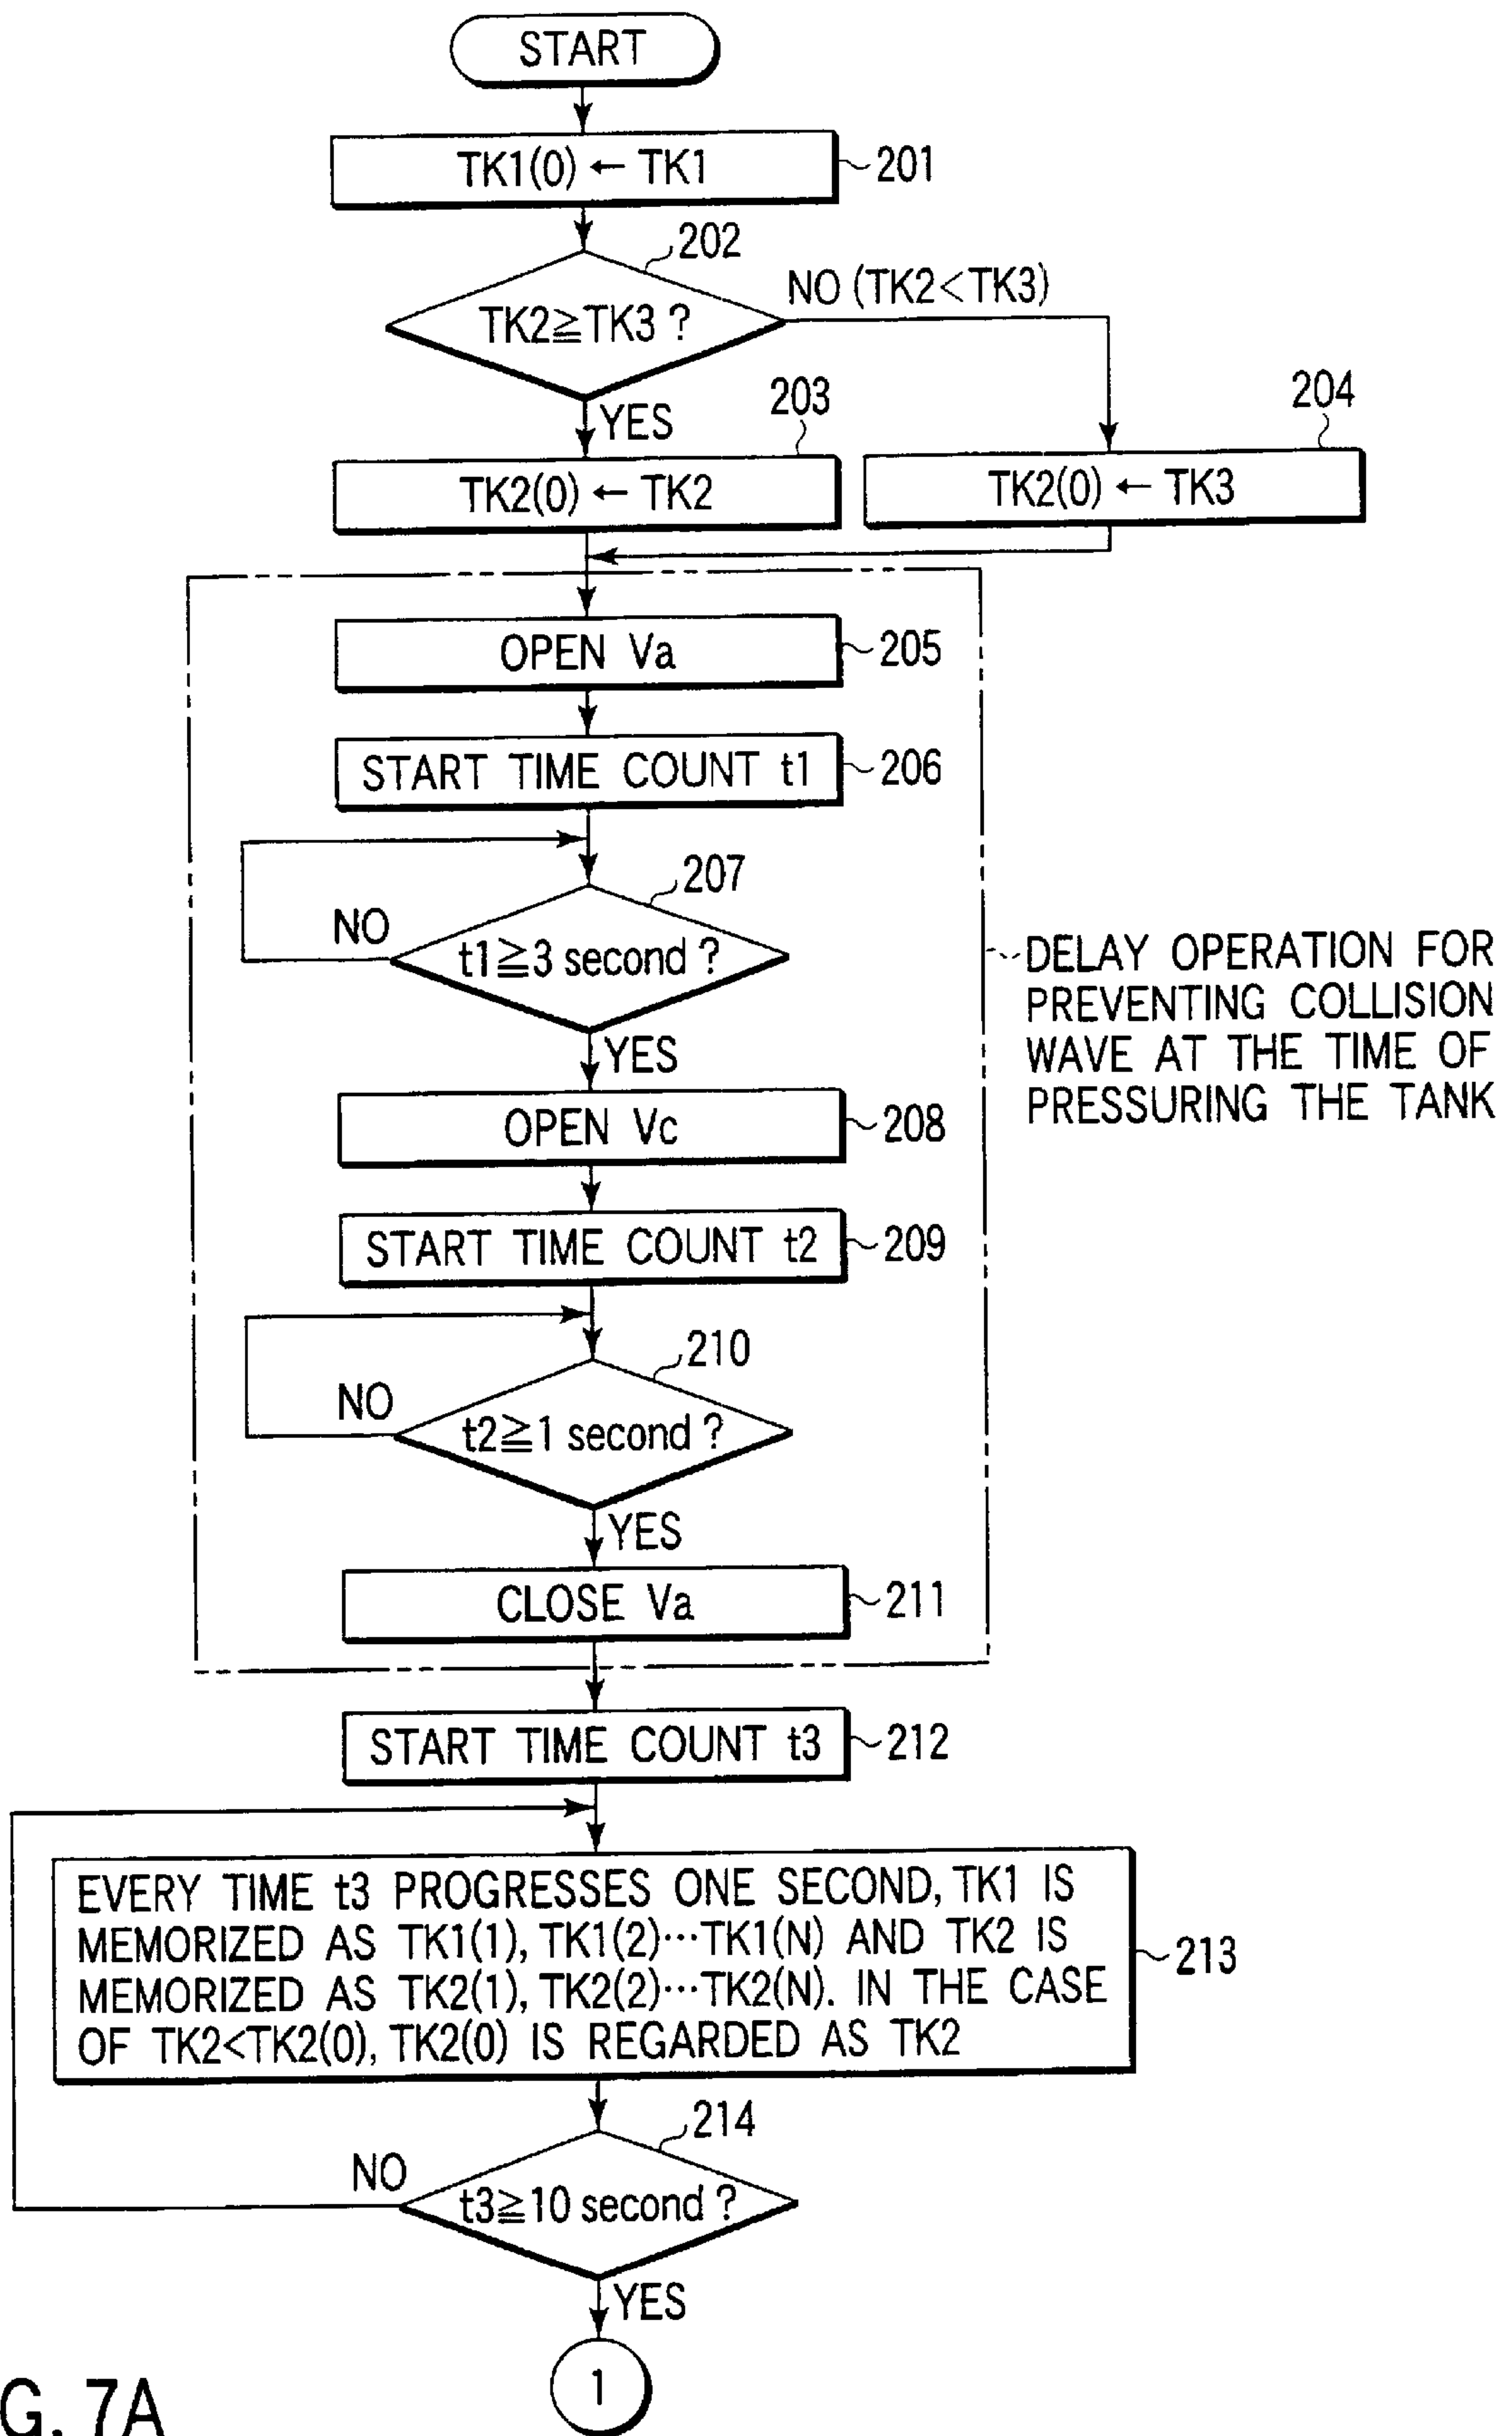 START
TK1(0) ← TK1
201
202
TK2≧TK3 ?
NO (TK2<TK3)
YES
203
204
TK2(0) ← TK2
TK2(0) ← TK3
OPEN Va
205
START TIME COUNT t1
206
207
NO
t1≧3 second ?
YES
DELAY OPERATION FOR
PREVENTING COLLISION
WAVE AT THE TIME OF
PRESSURING THE TANK
OPEN Vc
208
START TIME COUNT t2
209
210
NO
t2≧1 second ?
YES
CLOSE Va
211
START TIME COUNT t3
212
EVERY TIME t3 PROGRESSES ONE SECOND, TK1 IS
MEMORIZED AS TK1(1), TK1(2)···TK1(N) AND TK2 IS
MEMORIZED AS TK2(1), TK2(2)···TK2(N). IN THE CASE
OF TK2<TK2(0), TK2(0) IS REGARDED AS TK2
213
214
NO
t3≧10 second ?
YES
1
G. 7A